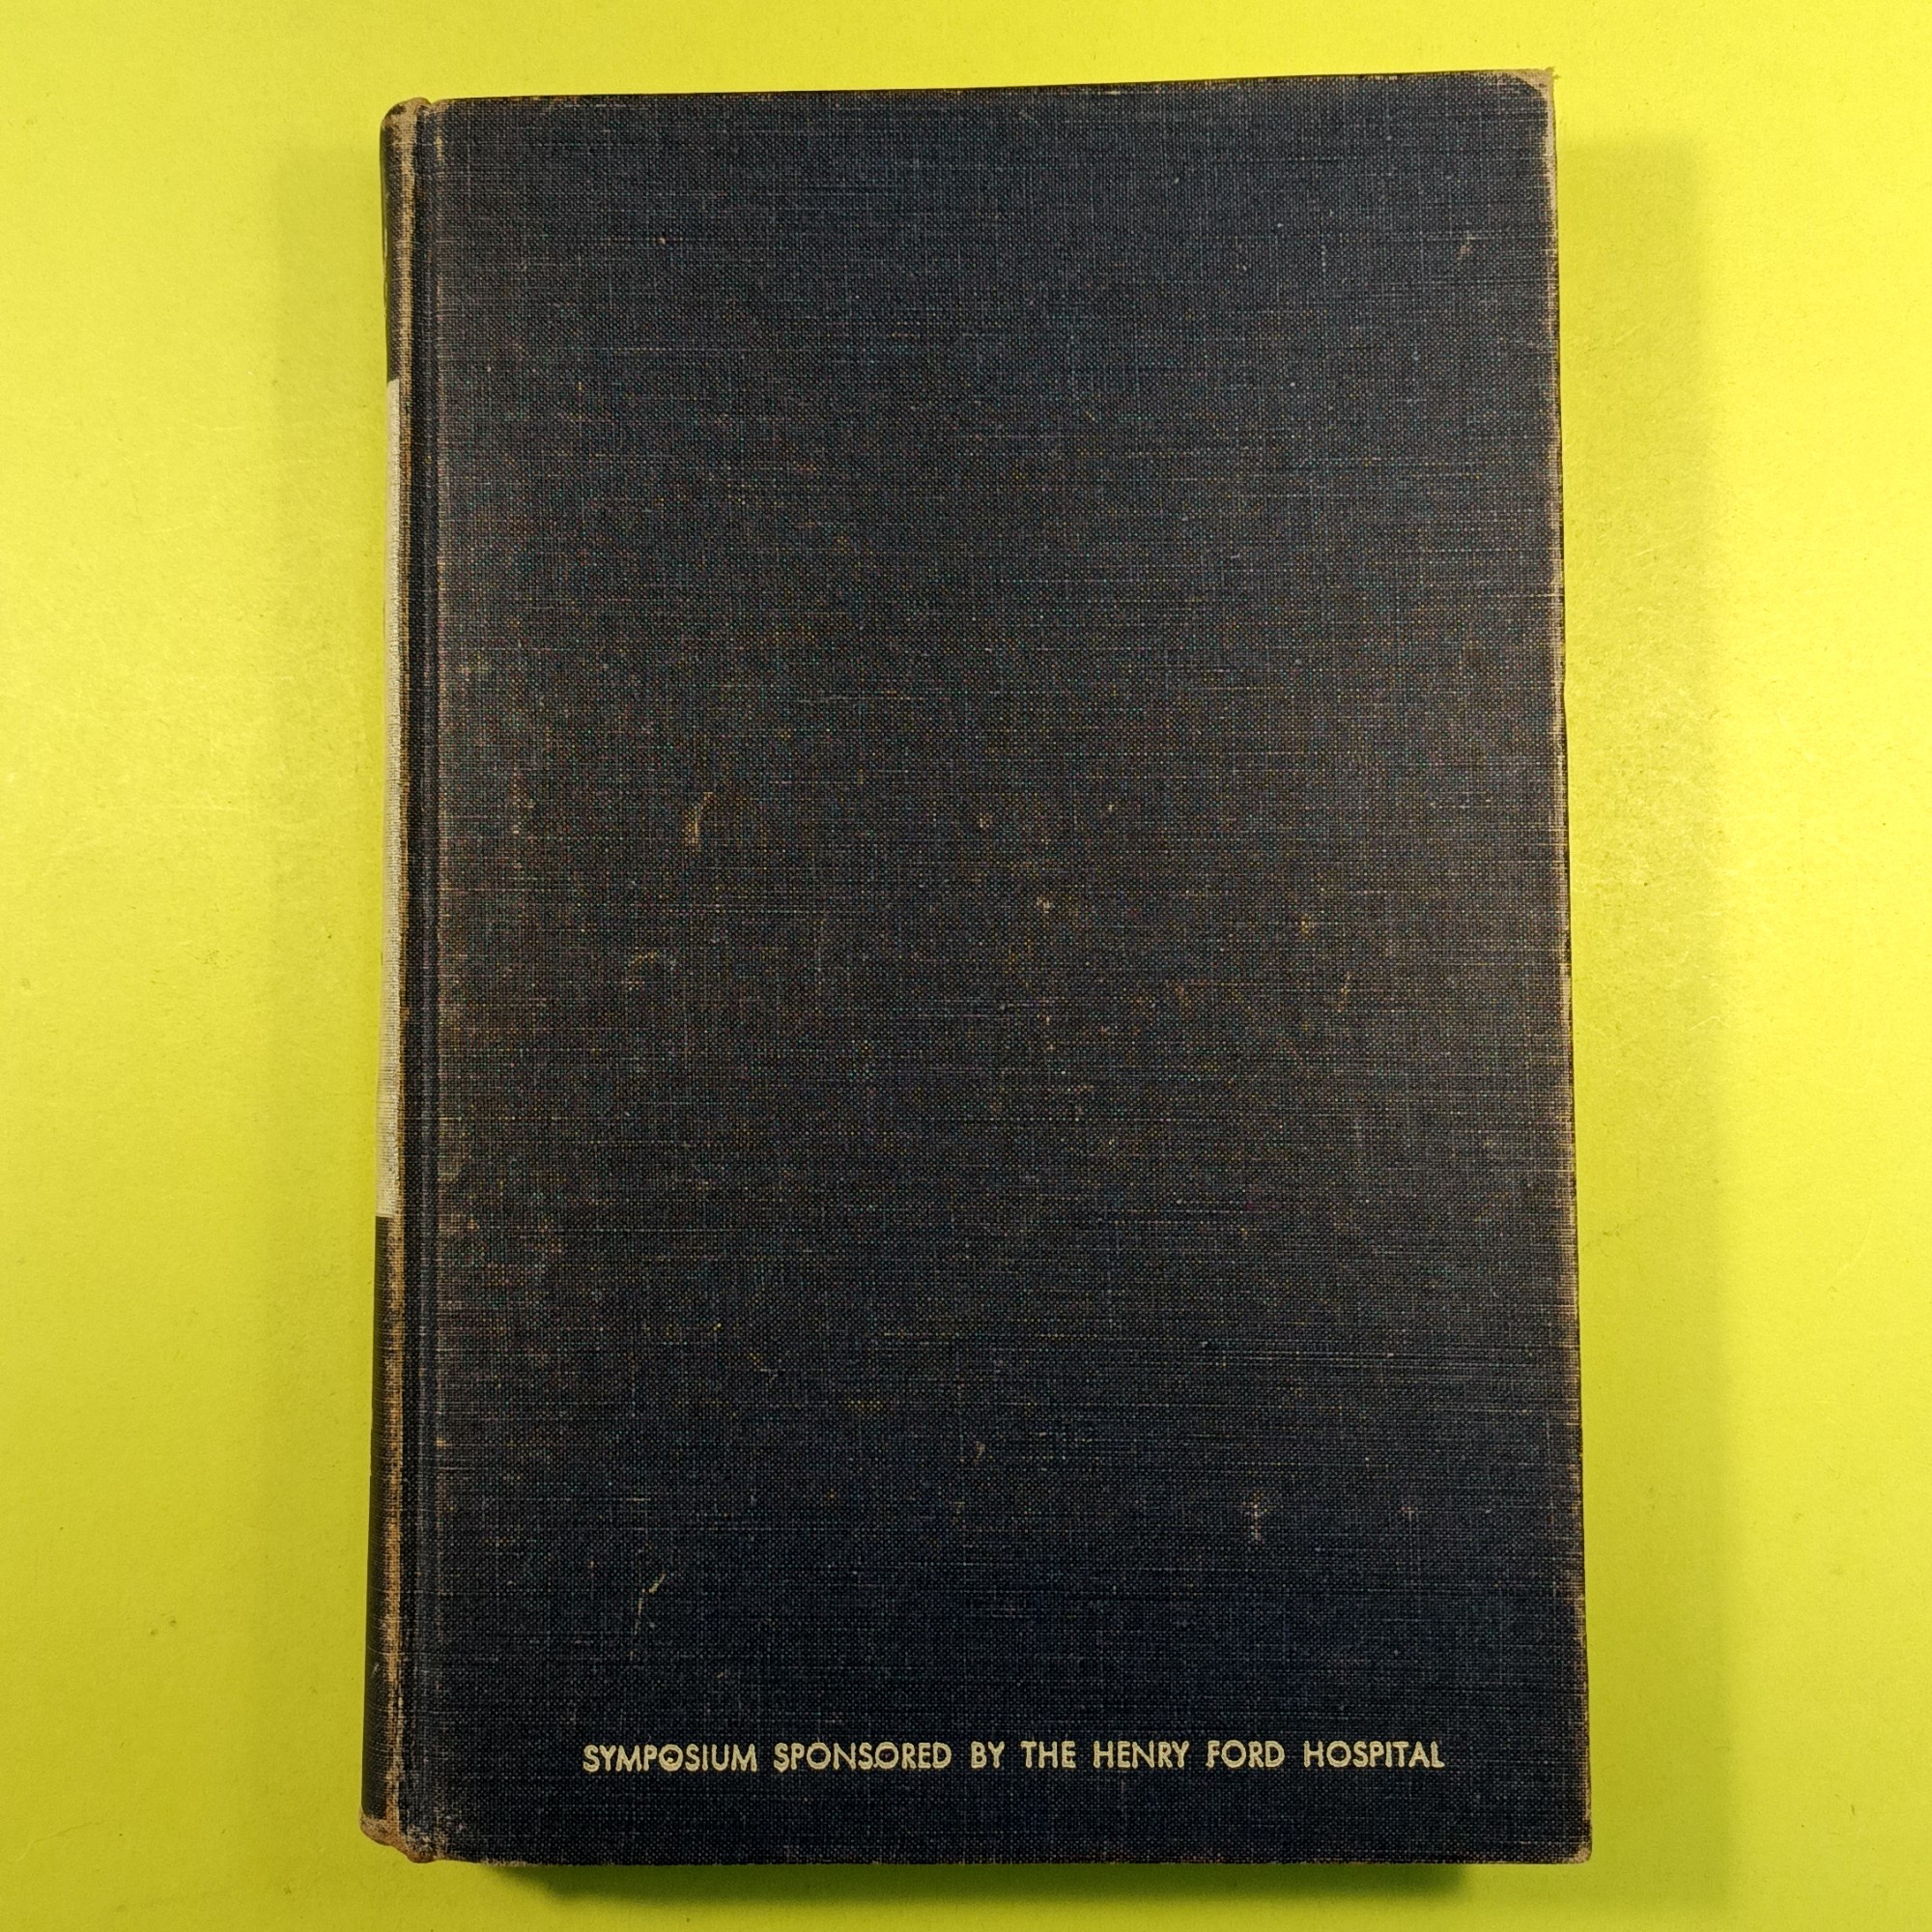 SYMPOSIUM SPONSORED BY THE HENRY FORD HOSPITAL